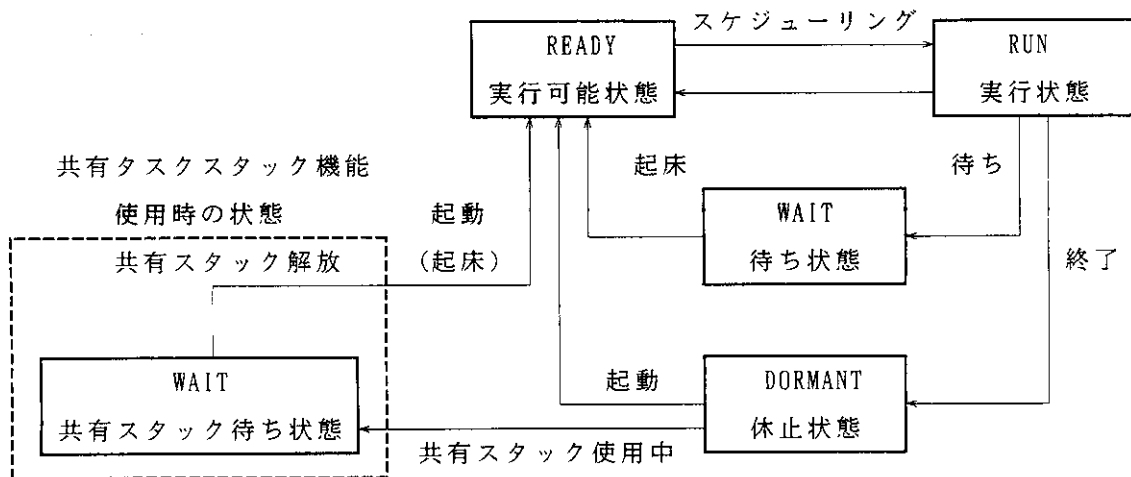 スケジューリング
READY
実行可能状態
RUN
実行状態
共有タスクスタック機能
使用時の状態
起床
待ち
起動
(起床)
WAIT
待ち状態
終了
共有スタック解放
WAIT
共有スタック待ち状態
起動
DORMANT
休止状態
共有スタック使用中